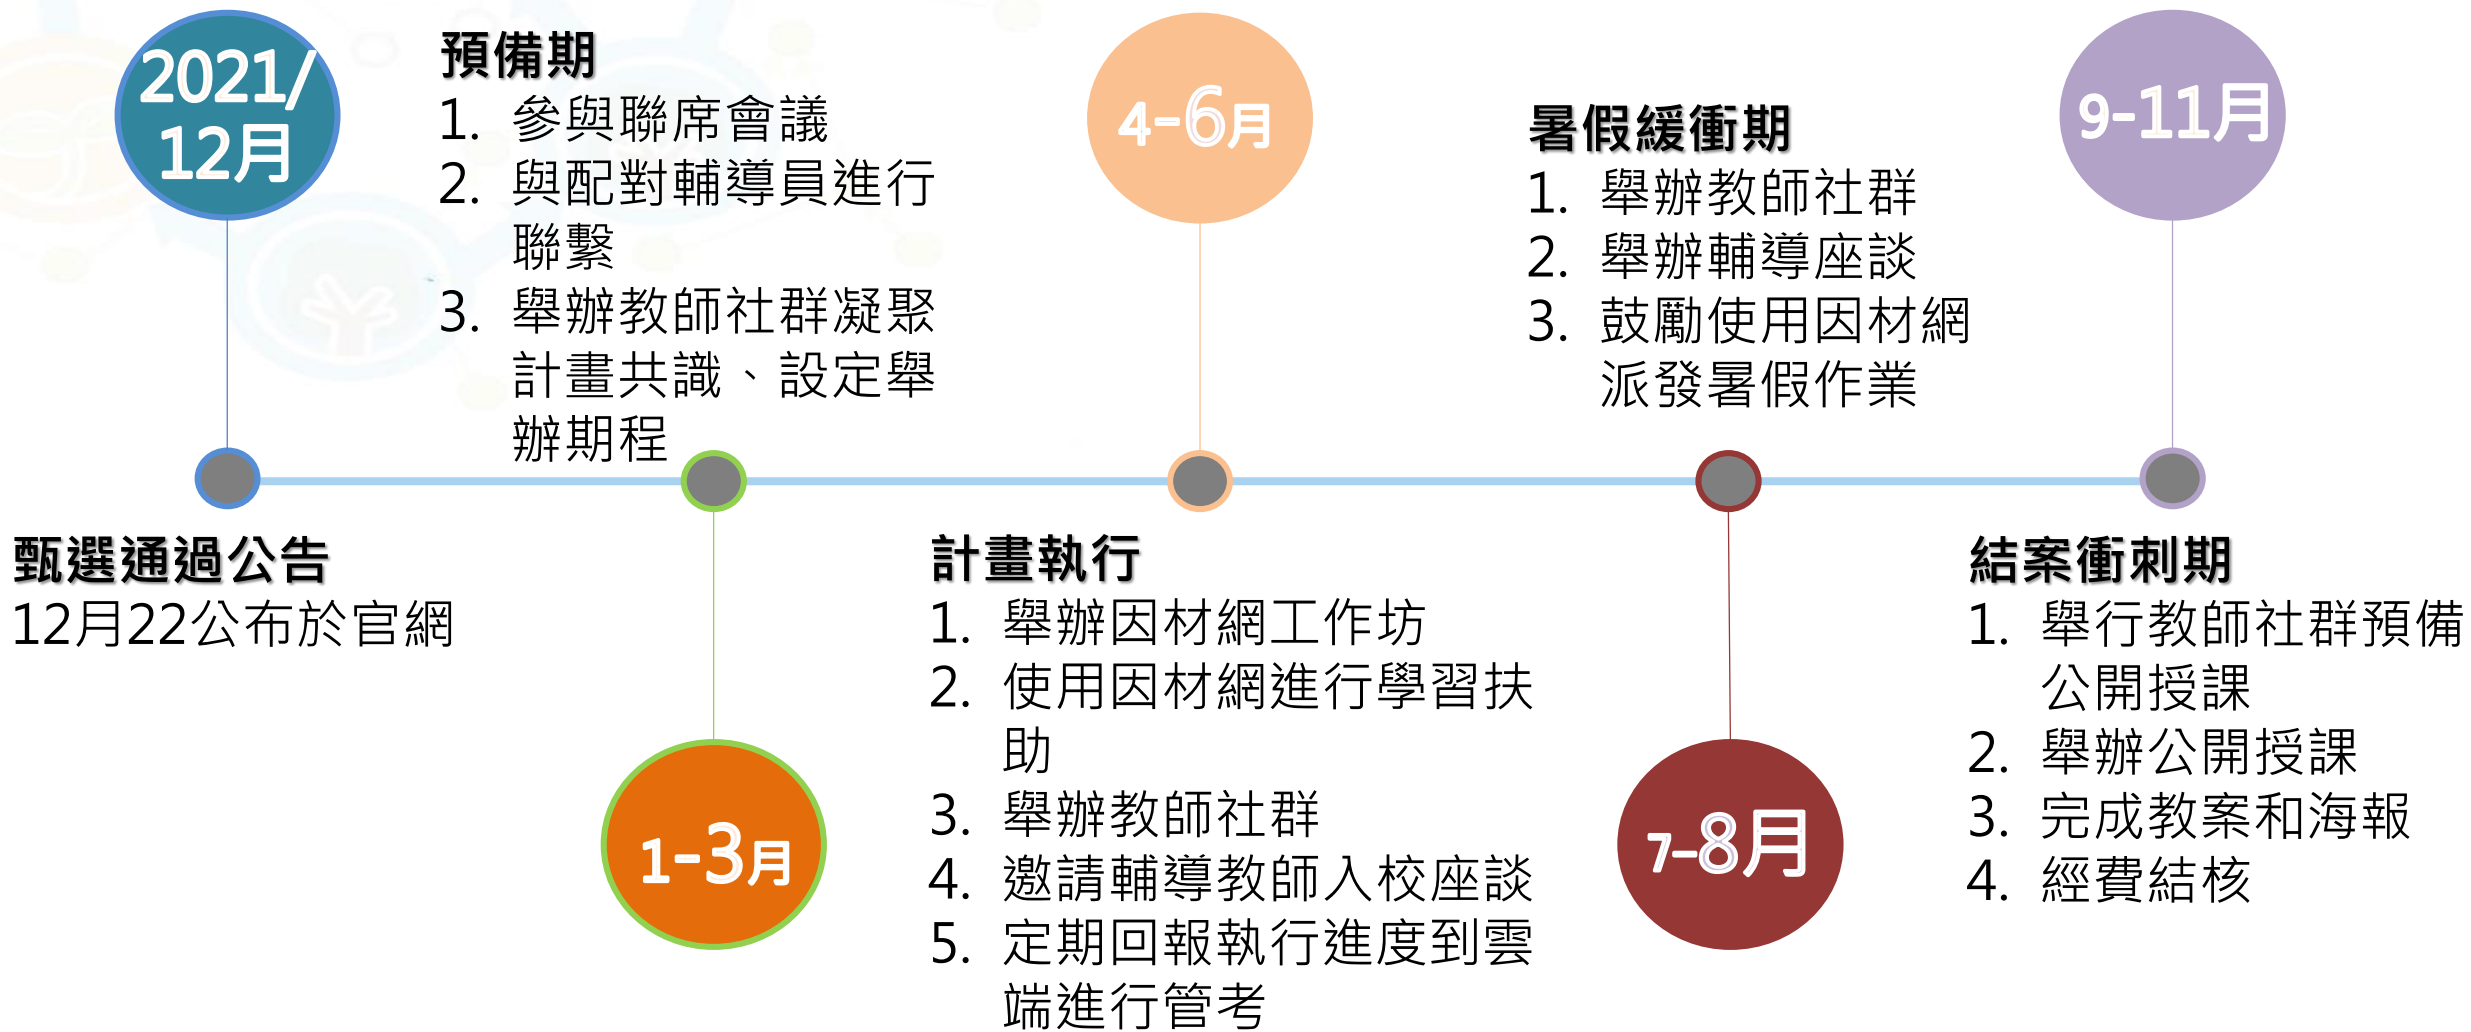 2021/
12月
甄選通過公告
12月22公布於官網
預備期
1. 參與聯席會議
2. 與配對輔導員進行
聯繫
3. 舉辦教師社群凝聚
計畫共識、設定舉
辦期程
1-3月
4-6月
計畫執行
1. 舉辦因材網工作坊
2. 使用因材網進行學習扶
助
3. 舉辦教師社群
4. 邀請輔導教師入校座談
5. 定期回報執行進度到雲
端進行管考
暑假緩衝期
1. 舉辦教師社群
2. 舉辦輔導座談
3. 鼓勵使用因材網
派發暑假作業
7-8月
9-11月
結案衝刺期
1. 舉行教師社群預備
公開授課
2. 舉辦公開授課
3. 完成教案和海報
4. 經費結核